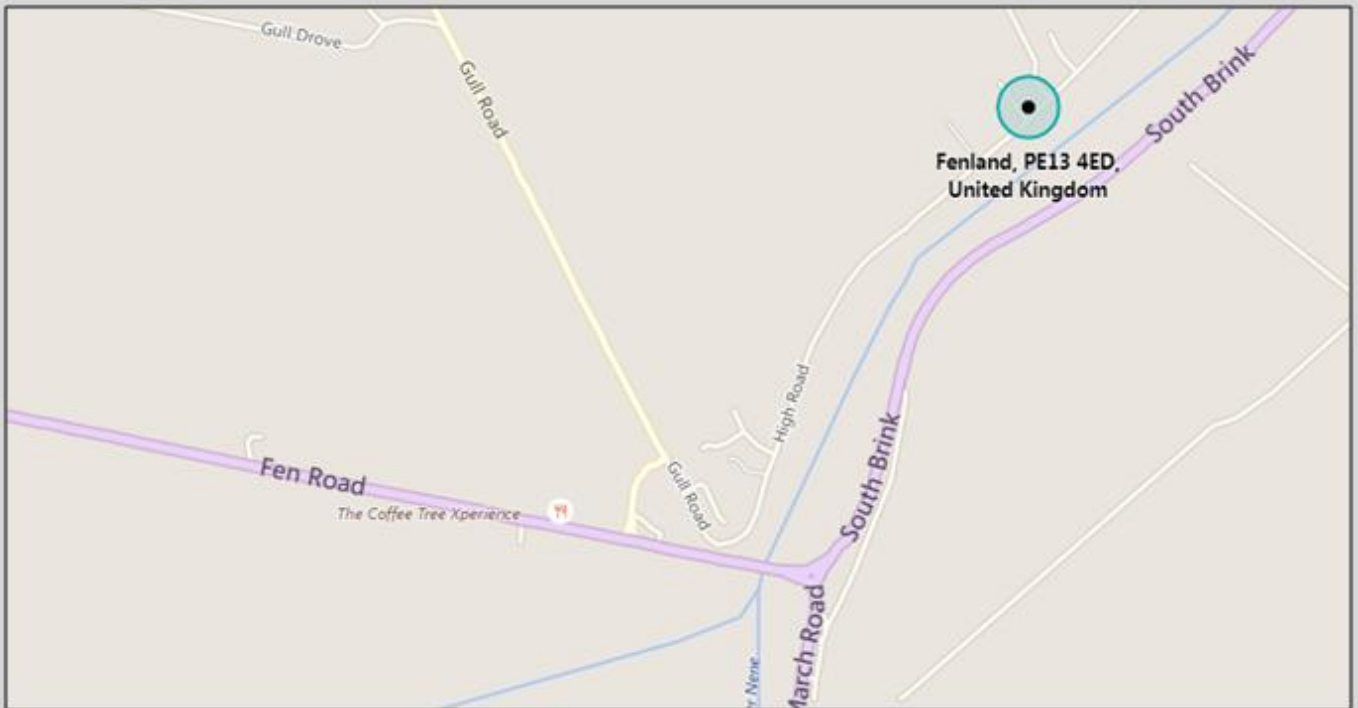 Gull Drove
Gull Road
South Brink
Fenland, PE13 4ED,
United Kingdom
High Road
Fen Road
The Coffee Tree Xperience
Gull Road
South Brink
March Road
Nene